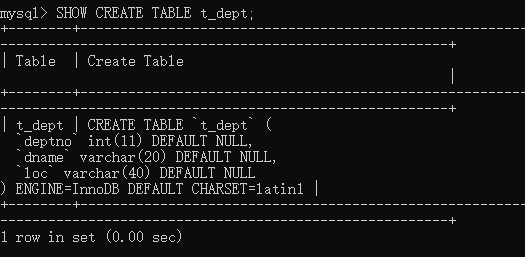 mysql> SHOW CREATE TABLE t_dept;
+--------+---------------------------------------------------------
---------------------------------------------------------+
| Table  | Create Table
                                                         |
+--------+---------------------------------------------------------
---------------------------------------------------------+
| t_dept | CREATE TABLE `t_dept` (
  `deptno` int(11) DEFAULT NULL,
  `dname` varchar(20) DEFAULT NULL,
  `loc` varchar(40) DEFAULT NULL
) ENGINE=InnoDB DEFAULT CHARSET=latin1 |
+--------+---------------------------------------------------------
---------------------------------------------------------+
1 row in set (0.00 sec)